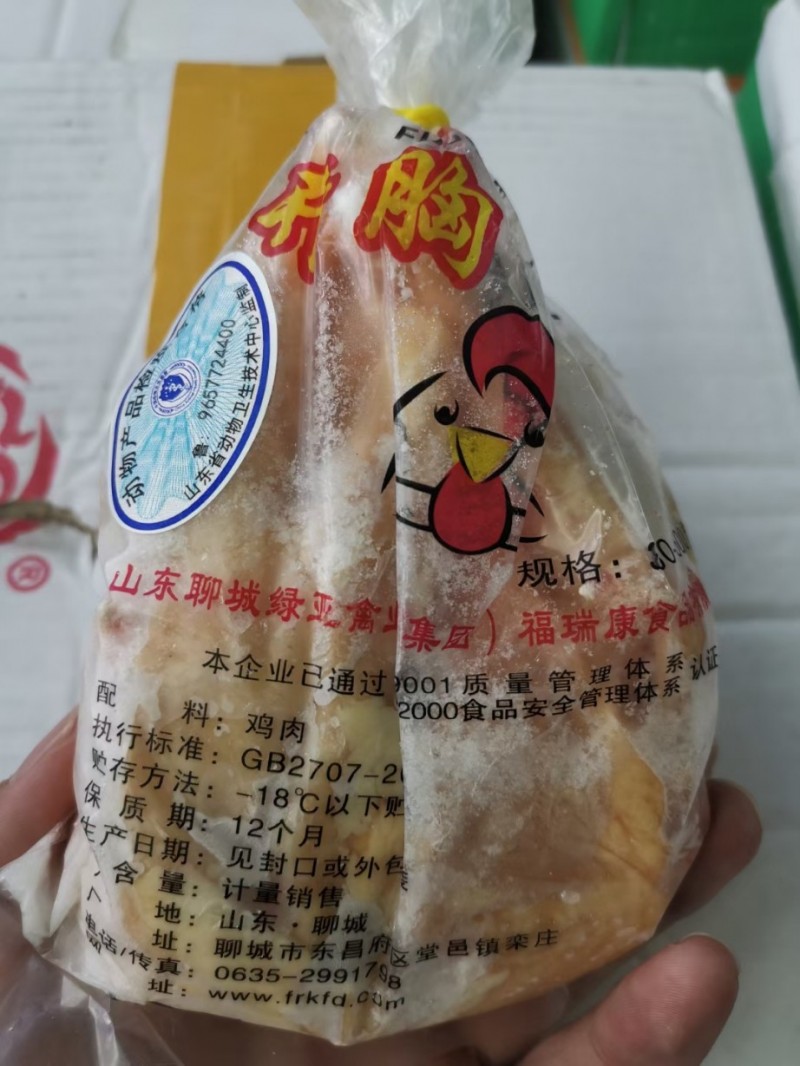 胸
动物产品检
鲁: 9657724400
山东省动物卫生技术中心监制
规格:
山东聊城绿亚禽业集团）福瑞康食品
本企业已通过9001质量管理体系认证
2000食品安全管理体系
配料: 鸡肉
执行标准: GB2707-2
贮存方法: -18℃以下贮
保质期: 12个月
生产日期: 见封口或外包装
含量: 计量销售
地: 山东·聊城
址: 聊城市东昌府区堂邑镇栾庄
电话/传真: 0635-2991798
网址: www.frkfd.com